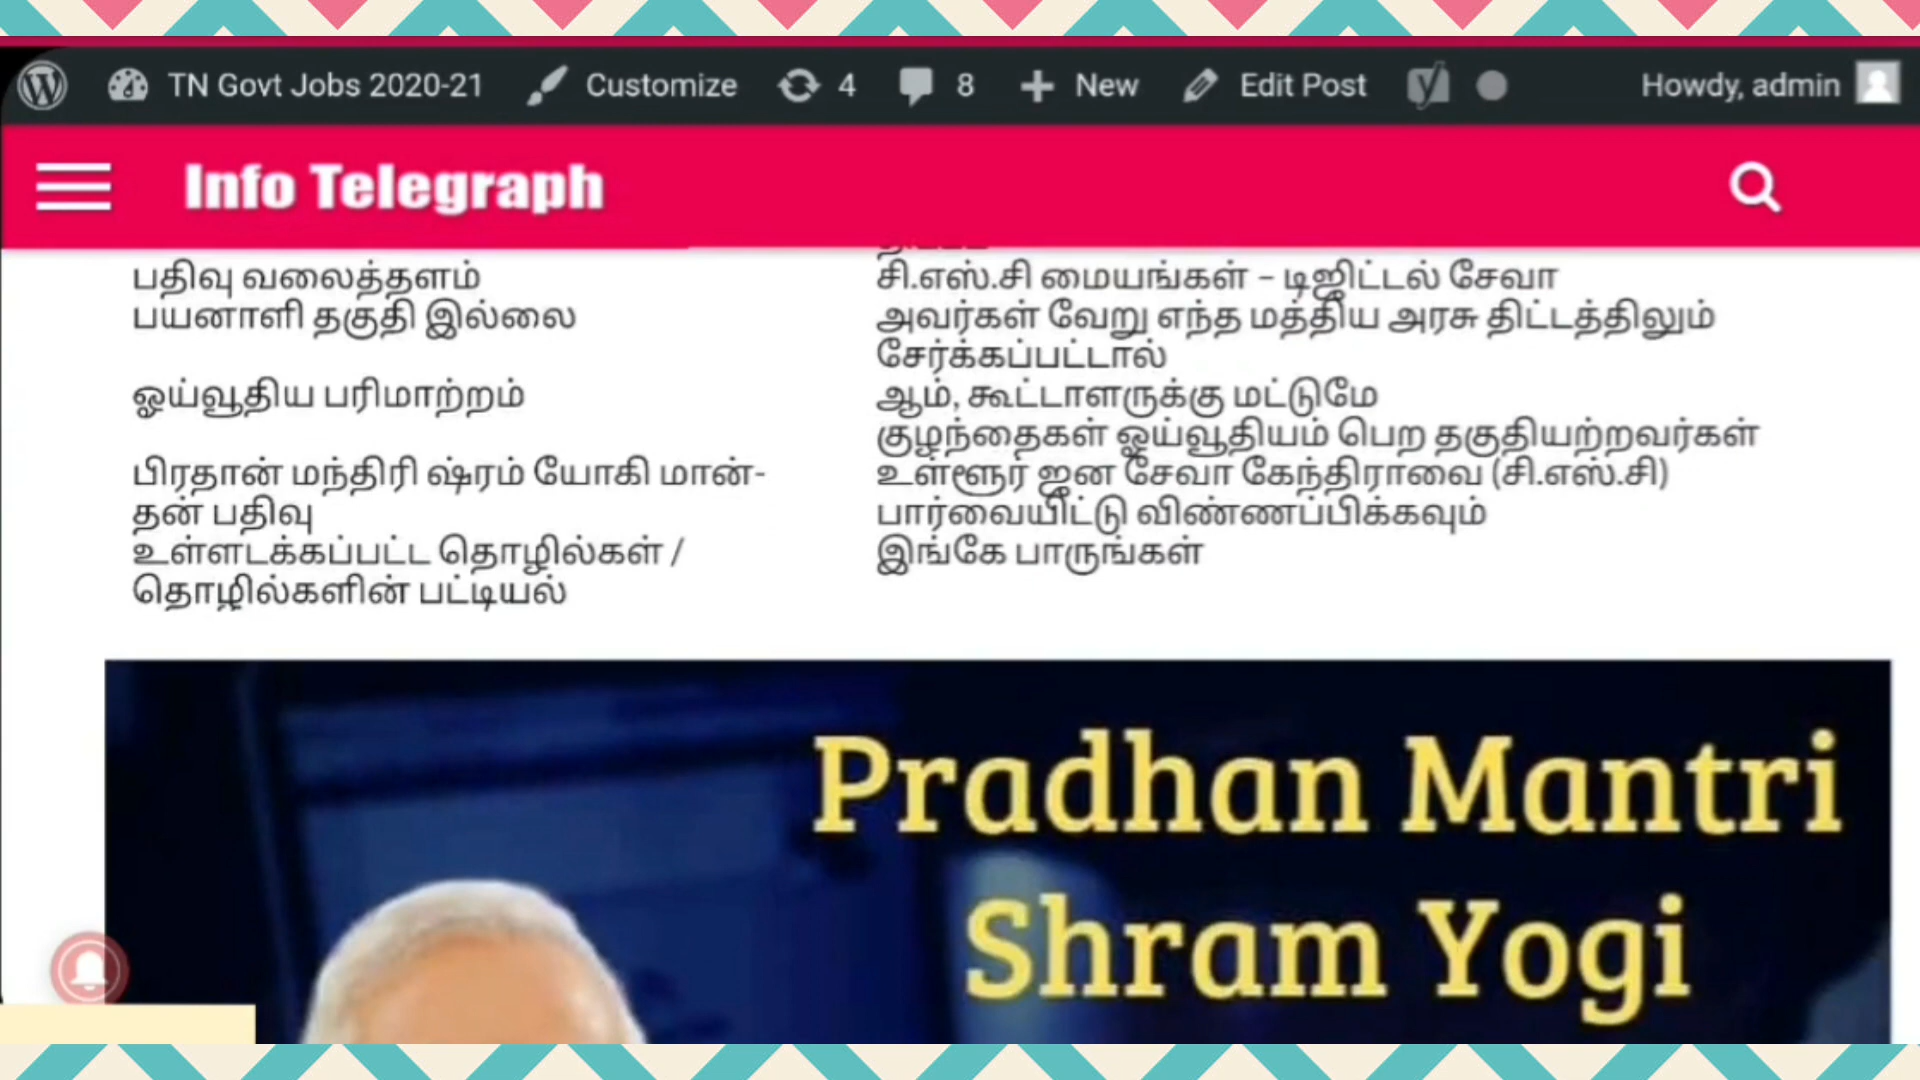 TN Govt Jobs 2020-21 Customize 4 8 New Edit Post Howdy, admin
Info Telegraph
பதிவு வலைத்தளம்
சி.எஸ்.சி மையங்கள் – டிஜிட்டல் சேவா
பயனாளி தகுதி இல்லை
அவர்கள் வேறு எந்த மத்திய அரசு திட்டத்திலும்
சேர்க்கப்பட்டால்
ஓய்வூதிய பரிமாற்றம்
ஆம், கூட்டாளருக்கு மட்டுமே
குழந்தைகள் ஓய்வூதியம் பெற தகுதியற்றவர்கள்
பிரதான் மந்திரி ஷ்ரம் யோகி மான்-
தன் பதிவு
உள்ளூர் ஜன சேவா கேந்திராவை (சி.எஸ்.சி)
பார்வையிட்டு விண்ணப்பிக்கவும்
உள்ளடக்கப்பட்ட தொழில்கள் /
தொழில்களின் பட்டியல்
இங்கே பாருங்கள்
Pradhan Mantri
Shram Yogi